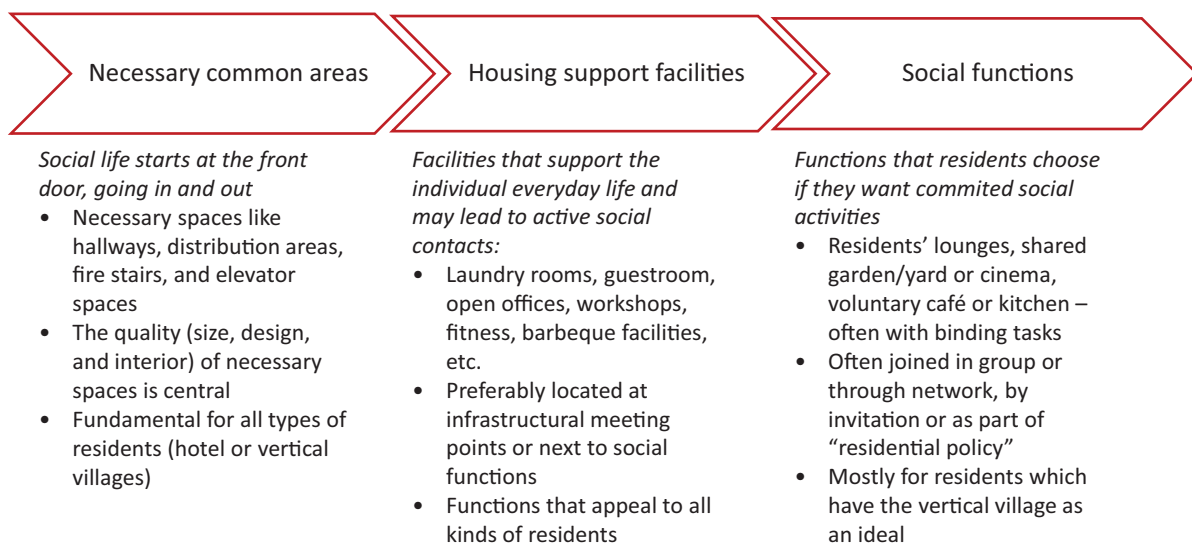 Necessary common areas
Housing support facilities
Social functions
Social life starts at the front
door, going in and out
• Necessary spaces like
hallways, distribution areas,
fire stairs, and elevator
spaces
• The quality (size, design,
and interior) of necessary
spaces is central
• Fundamental for all types of
residents (hotel or vertical
villages)
Facilities that support the
individual everyday life and
may lead to active social
contacts:
• Laundry rooms, guestroom,
open offices, workshops,
fitness, barbeque facilities,
etc.
• Preferably located at
infrastructural meeting
points or next to social
functions
• Functions that appeal to all
kinds of residents
Functions that residents choose
if they want commited social
activities
• Residents’ lounges, shared
garden/yard or cinema,
voluntary café or kitchen –
often with binding tasks
• Often joined in group or
through network, by
invitation or as part of
“residential policy”
• Mostly for residents which
have the vertical village as
an ideal